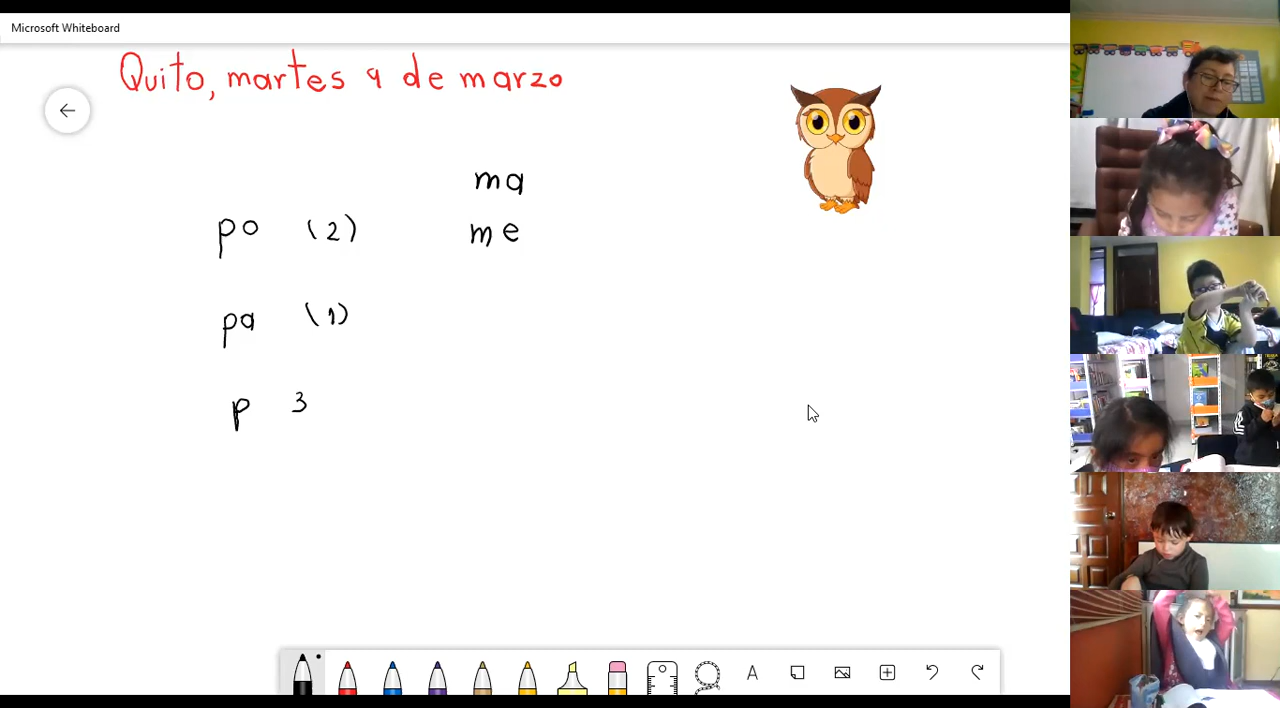 Microsoft Whiteboard
Quito, martes 9 de marzo
ma
po (2) me
pa (1)
p 3
A